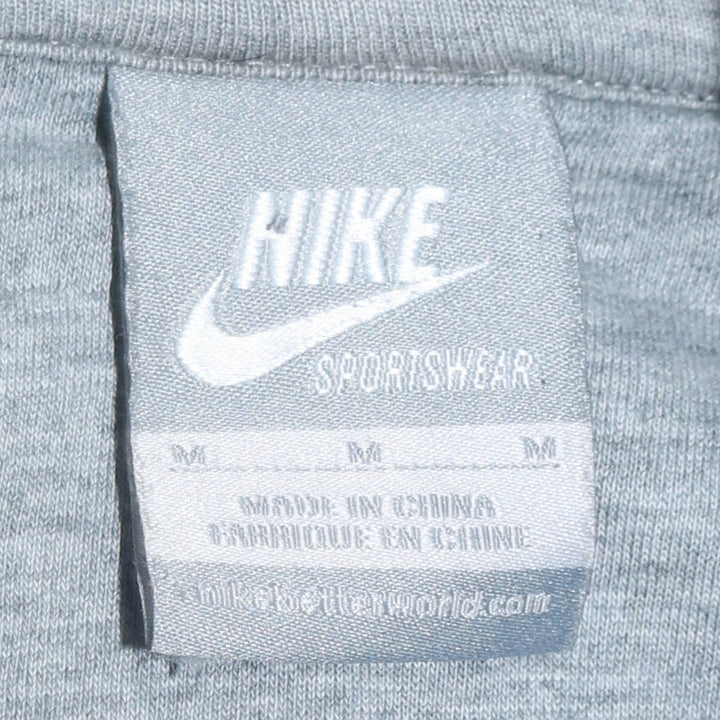 NIKE
SPORTSWEAR
M M M
MADE IN CHINA
FABRIQUE EN CHINE
nikebetterworld.com